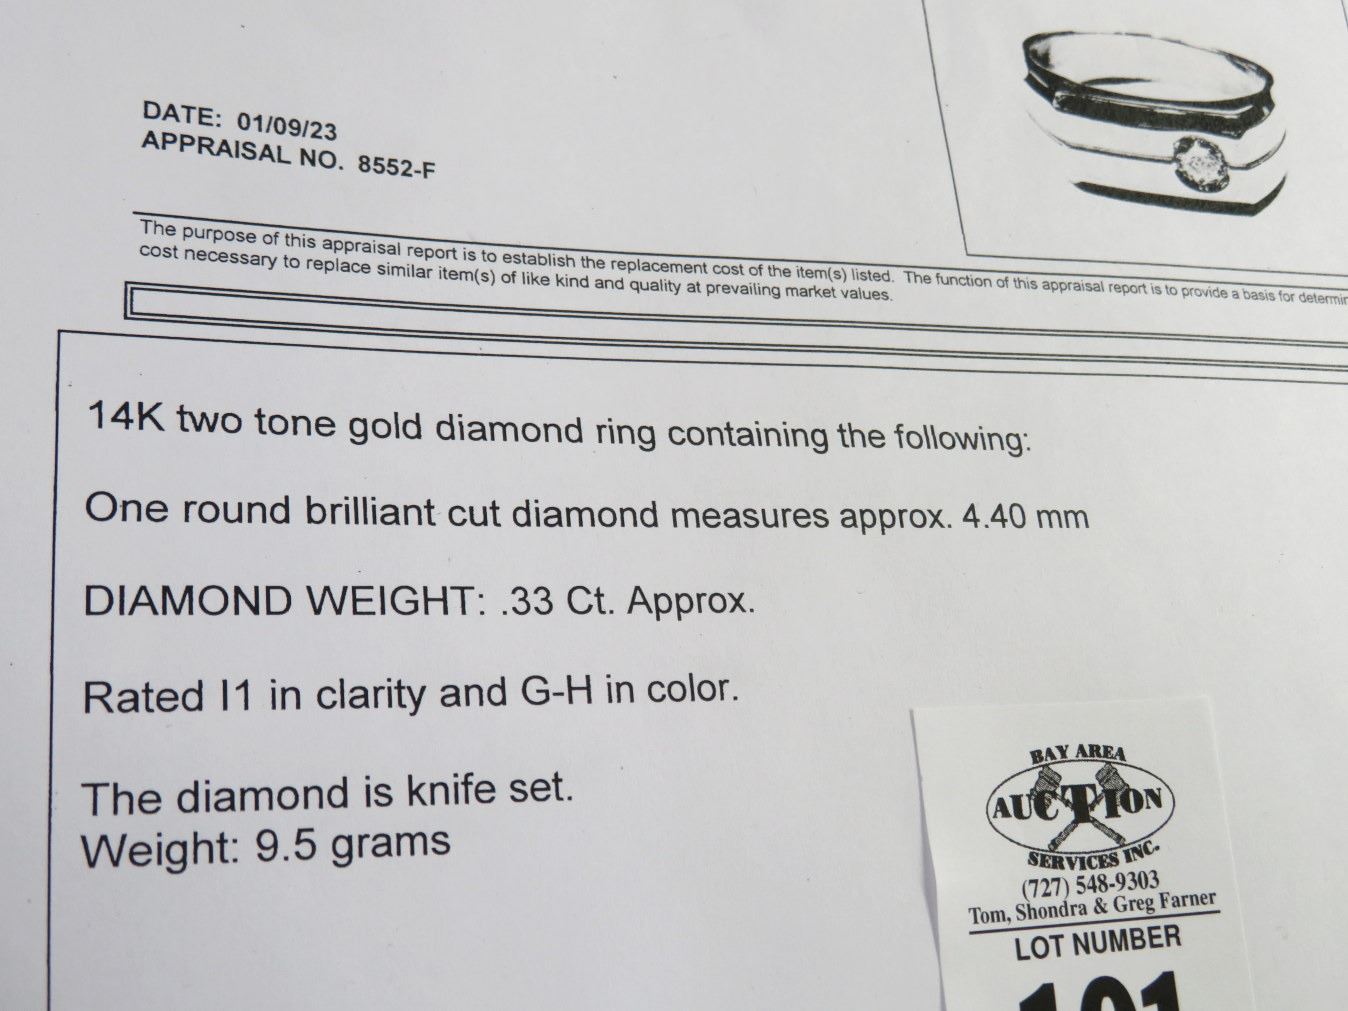 DATE: 01/09/23
APPRAISAL NO. 8552-F
The purpose of this appraisal report is to establish the replacement cost of the item(s) listed. The function of this appraisal report is to provide a basis for
cost necessary to replace similar item(s) of like kind and quality at prevailing market values.
14K two tone gold diamond ring containing the following:
One round brilliant cut diamond measures approx. 4.40 mm
DIAMOND WEIGHT: .33 Ct. Approx.
Rated I1 in clarity and G-H in color.
The diamond is knife set.
Weight: 9.5 grams
BAY AREA
AUCTION
SERVICES INC.
(727) 548-9303
Tom, Shondra & Greg Farner
LOT NUMBER
101